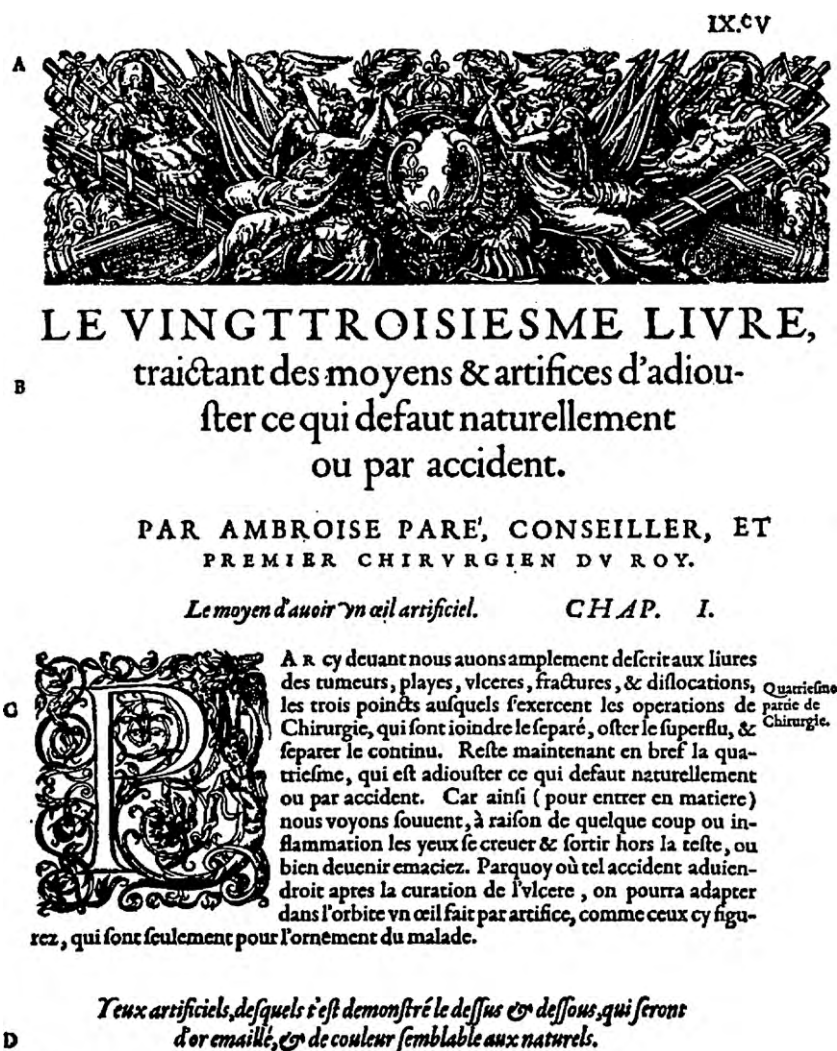 IX.ᶜV
A
LE VINGTTROISIESME LIVRE,
B
traictant des moyens & artifices d'adiou-
ſter ce qui defaut naturellement
ou par accident.
PAR AMBROISE PARE', CONSEILLER, ET
PREMIER CHIRVRGIEN DV ROY.
Le moyen d'auoir vn œil artificiel. CHAP. I.
PAR cy deuant nous auons amplement deſcrit aux liures
des tumeurs, playes, vlceres, fractures, & diſlocations,
les trois poincts auſquels ſ'exercent les operations de
Chirurgie, qui ſont ioindre le ſeparé, oſter le ſuperflu, &
ſeparer le continu. Reſte maintenant en bref la qua-
trieſme, qui eſt adiouſter ce qui defaut naturellement
ou par accident. Car ainſi ( pour entrer en matiere)
nous voyons ſouuent, à raiſon de quelque coup ou in-
flammation les yeux ſe creuer & ſortir hors la teſte, ou
bien deuenir emaciez. Parquoy où tel accident aduien-
droit apres la curation de l'vlcere, on pourra adapter
dans l'orbite vn œil fait par artifice, comme ceux cy figu-
rez, qui ſont ſeulement pour l'ornement du malade.
Quatrieſme
partie de
Chirurgie.
C
Yeux artificiels, deſquels t'eſt demonſtré le deſſus & deſſous, qui ſeront
D
d'or emaillé, & de couleur ſemblable aux naturels.